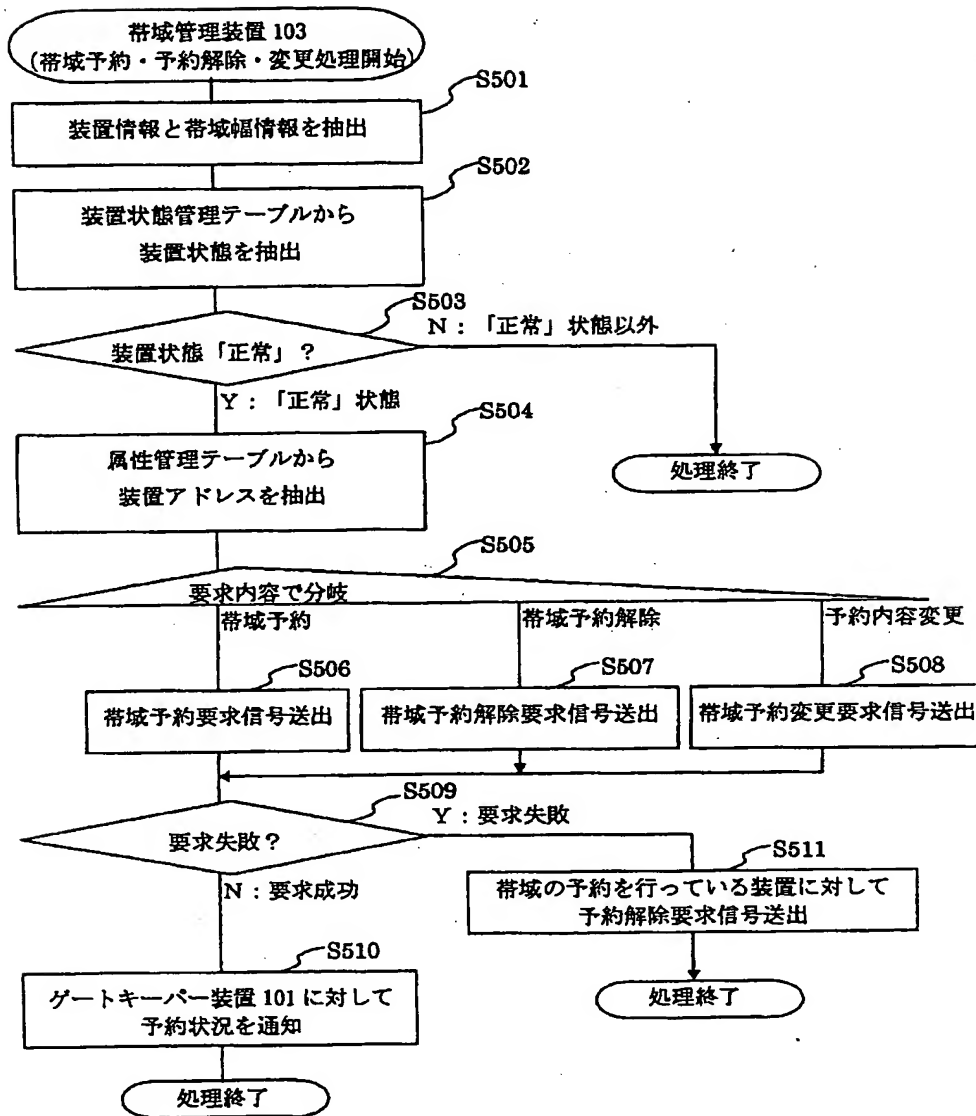 帯域管理装置 103
(帯域予約・予約解除・変更処理開始)
S501
装置情報と帯域幅情報を抽出
S502
装置状態管理テーブルから
装置状態を抽出
S503
N:「正常」状態以外
装置状態「正常」?
Y:「正常」状態
S504
属性管理テーブルから
装置アドレスを抽出
処理終了
S505
要求内容で分岐
帯域予約
帯域予約解除
予約内容変更
S506
S507
S508
帯域予約要求信号送出
帯域予約解除要求信号送出
帯域予約変更要求信号送出
S509
Y:要求失敗
要求失敗?
N:要求成功
S511
帯域の予約を行っている装置に対して
予約解除要求信号送出
S510
ゲートキーパー装置 101 に対して
予約状況を通知
処理終了
処理終了